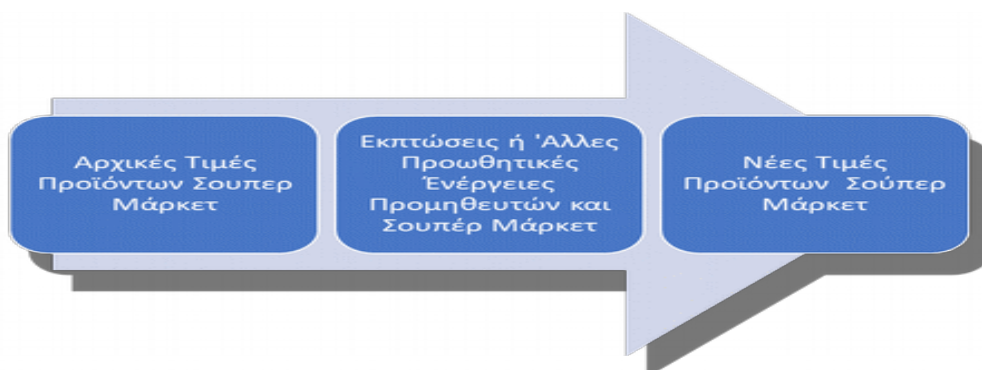 Αρχικές Τιμές
Προϊόντων Σουπερ
Μάρκετ
Εκπτώσεις ή 'Αλλες
Προωθητικές
Ένέργειες
Προμηθευτών και
Σουπέρ Μάρκετ
Νέες Τιμές
Προϊόντων Σούπερ
Μάρκετ